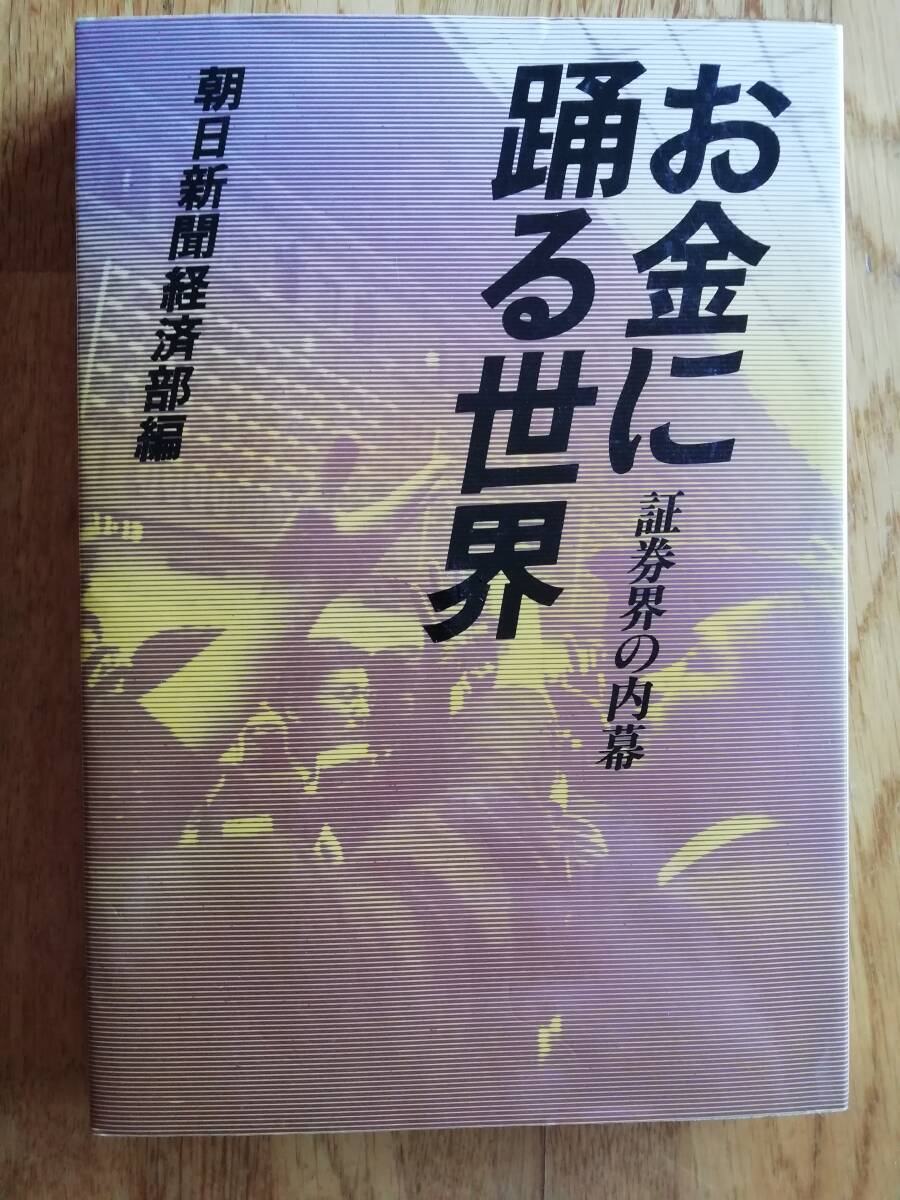 お金に
踊る世界
証券界の内幕
朝日新聞経済部編